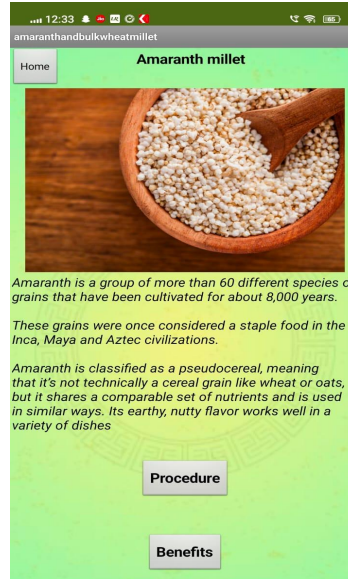 12:33
65
amaranthandbulkwheatmillet
Home
Amaranth millet
Amaranth is a group of more than 60 different species o
grains that have been cultivated for about 8,000 years.
These grains were once considered a staple food in the
Inca, Maya and Aztec civilizations.
Amaranth is classified as a pseudocereal, meaning
that it's not technically a cereal grain like wheat or oats,
but it shares a comparable set of nutrients and is used
in similar ways. Its earthy, nutty flavor works well in a
variety of dishes
Procedure
Benefits